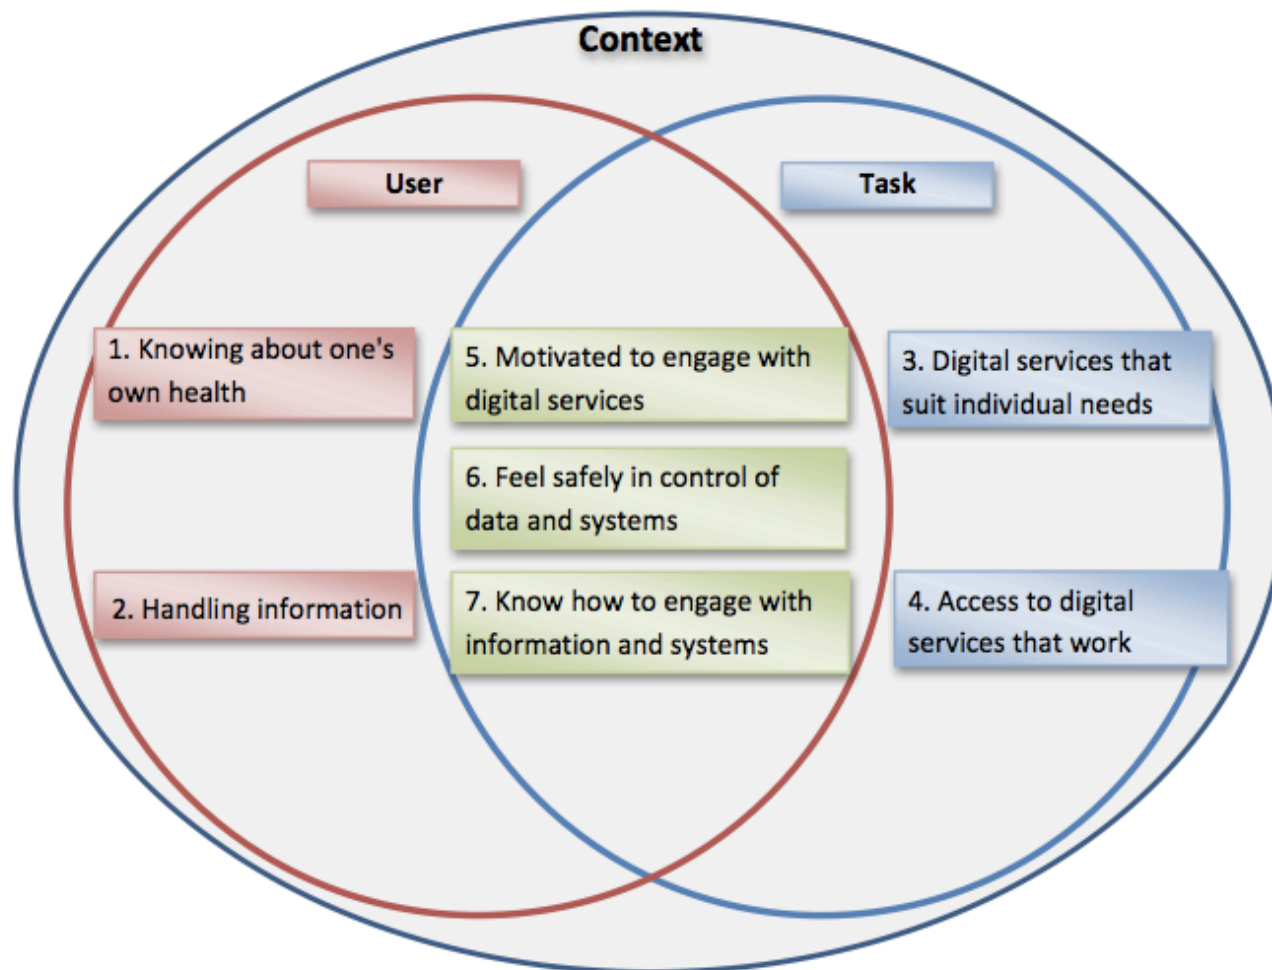 Context
User
Task
1. Knowing about one's
own health
2. Handling information
5. Motivated to engage with
digital services
6. Feel safely in control of
data and systems
7. Know how to engage with
information and systems
3. Digital services that
suit individual needs
4. Access to digital
services that work